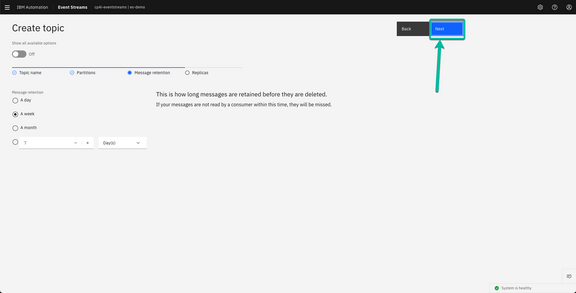 IBM Automation Event Streams cp4i-eventstreams | es-demo
Create topic
Back Next
Show all available options
Off
Topic name Partitions Message retention Replicas
Message retention
This is how long messages are retained before they are deleted.
A day
If your messages are not read by a consumer within this time, they will be missed.
A week
A month
7 − + Day(s)
System is healthy